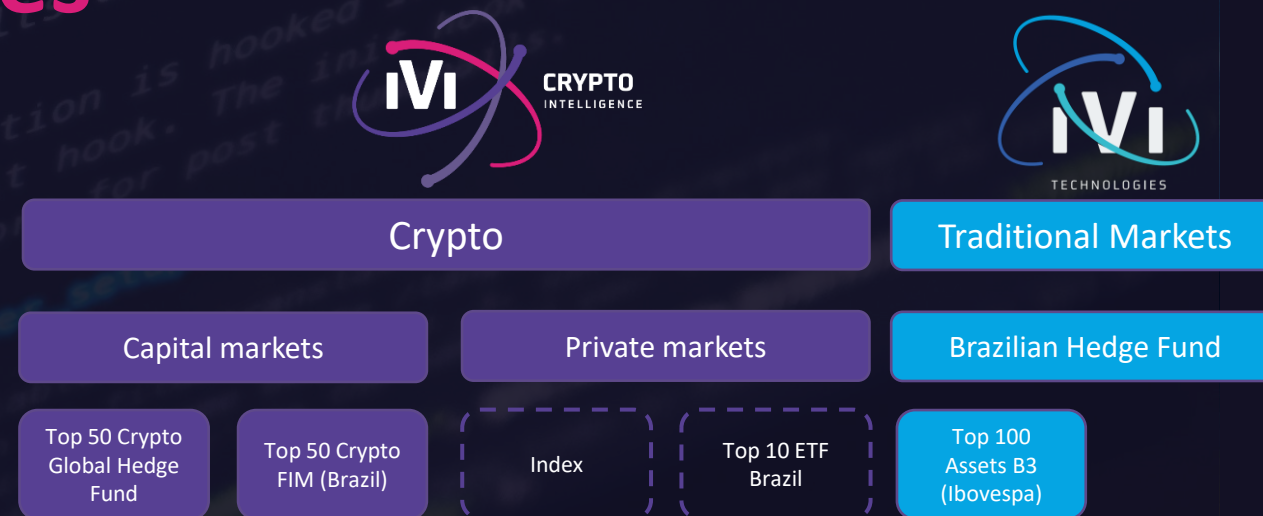 iVi
CRYPTO
INTELLIGENCE
iVi
TECHNOLOGIES
Crypto
Traditional Markets
Capital markets
Private markets
Brazilian Hedge Fund
Top 50 Crypto
Global Hedge
Fund
Top 50 Crypto
FIM (Brazil)
Index
Top 10 ETF
Brazil
Top 100
Assets B3
(Ibovespa)